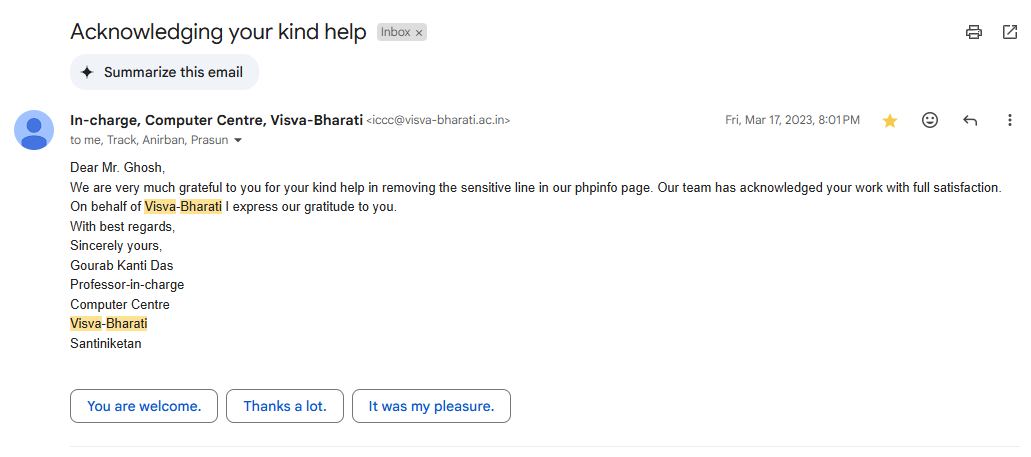 Acknowledging your kind help Inbox ×
Summarize this email
In-charge, Computer Centre, Visva-Bharati <iccc@visva-bharati.ac.in> Fri, Mar 17, 2023, 8:01 PM
to me, Track, Anirban, Prasun
Dear Mr. Ghosh,
We are very much grateful to you for your kind help in removing the sensitive line in our phpinfo page. Our team has acknowledged your work with full satisfaction.
On behalf of Visva-Bharati I express our gratitude to you.
With best regards,
Sincerely yours,
Gourab Kanti Das
Professor-in-charge
Computer Centre
Visva-Bharati
Santiniketan
You are welcome. Thanks a lot. It was my pleasure.